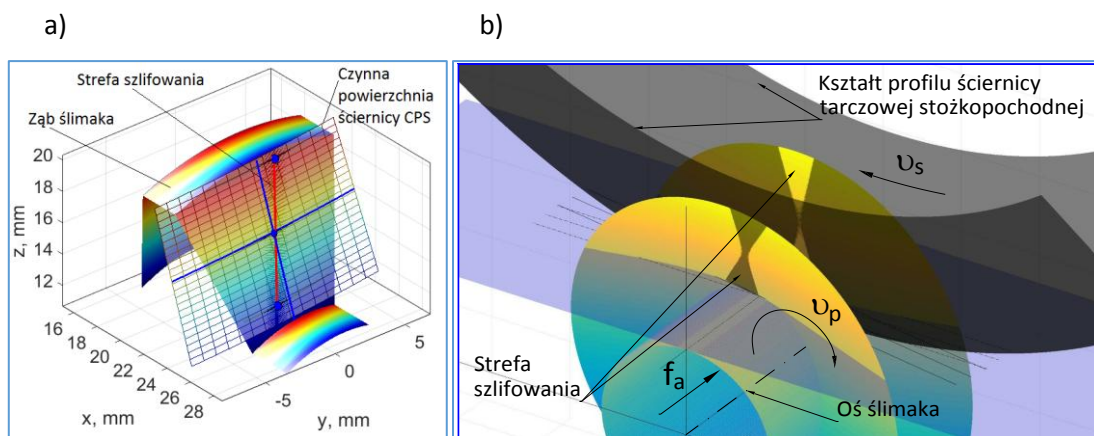 a)
b)
Strefa szlifowania
Ząb ślimaka
Czynna
powierzchnia
ściernicy CPS
20
18
16
14
12
z, mm
16
18
20
22
24
26
28
x, mm
-5
0
5
y, mm
Kształt profilu ściernicy
tarczowej stożkopochodnej
υs
υp
fa
Strefa
szlifowania
Oś ślimaka